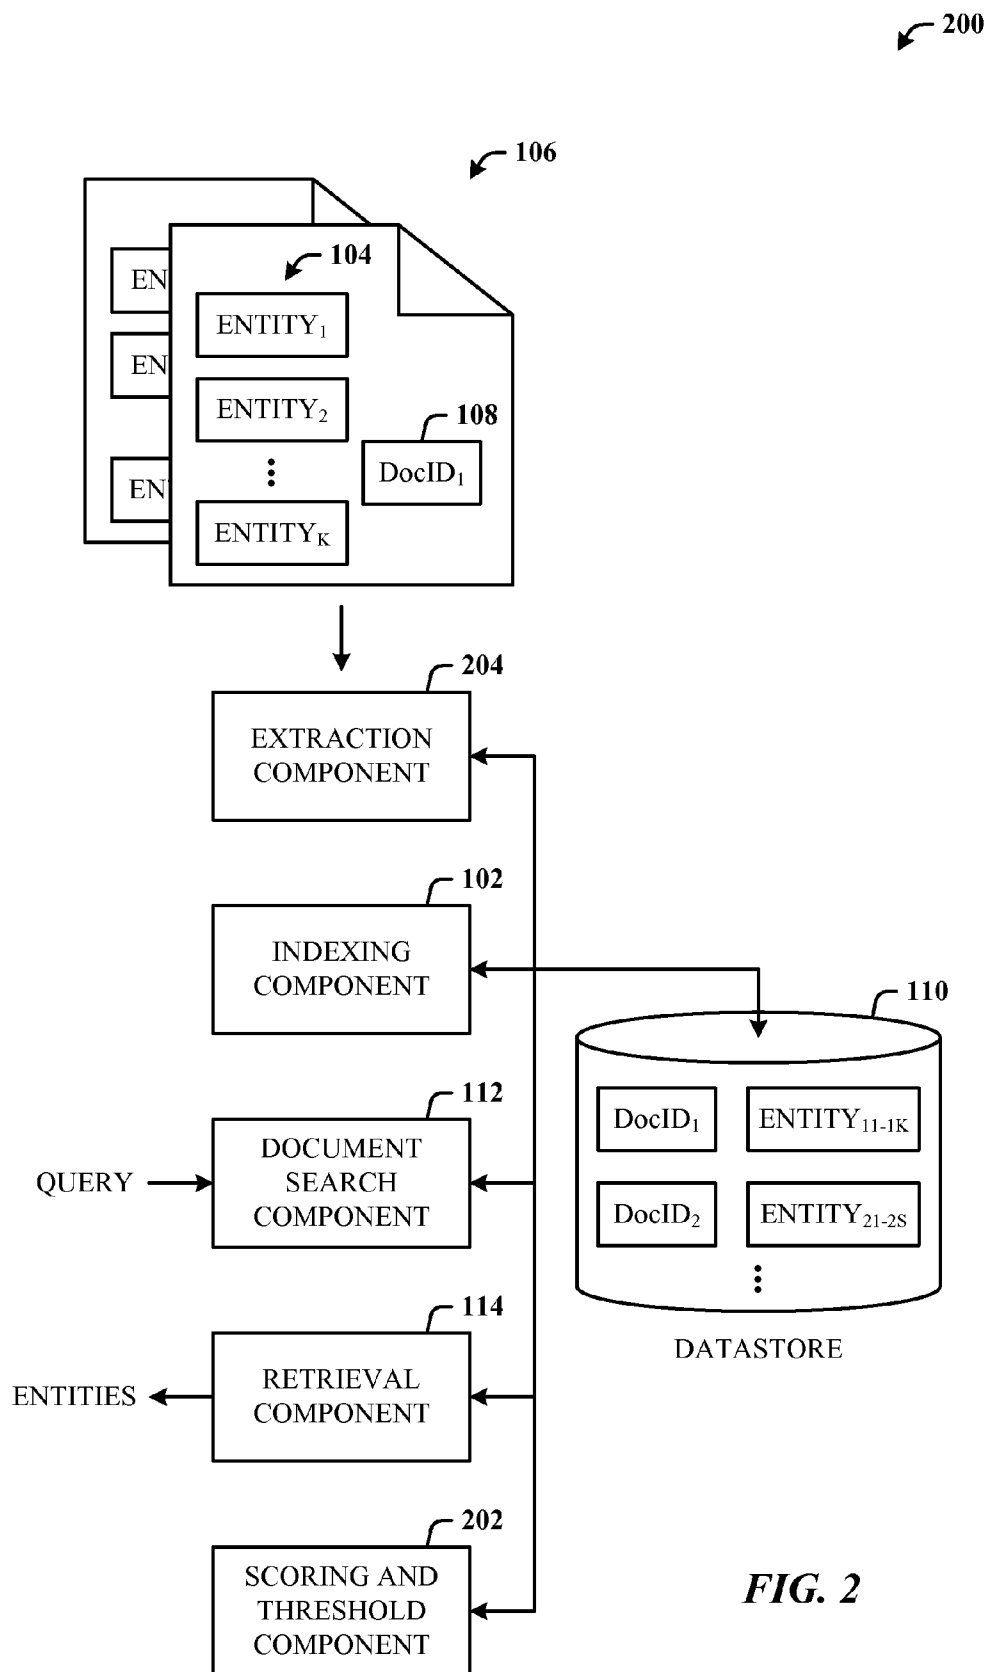 200
106
104
EN
ENTITY1
EN
ENTITY2
108
DocID1
EN
ENTITYK
204
EXTRACTION
COMPONENT
102
INDEXING
COMPONENT
110
DocID1 ENTITY11-1K
112
QUERY
DOCUMENT
SEARCH
COMPONENT
DocID2 ENTITY21-2S
DATASTORE
114
ENTITIES
RETRIEVAL
COMPONENT
202
SCORING AND
THRESHOLD
COMPONENT
FIG. 2